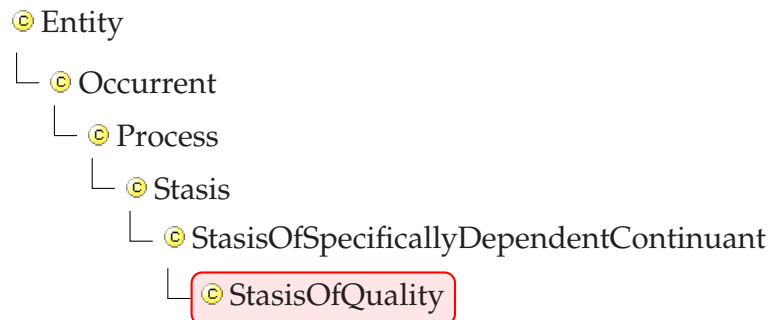 Entity
Occurrent
Process
Stasis
StasisOfSpecificallyDependentContinuant
StasisOfQuality